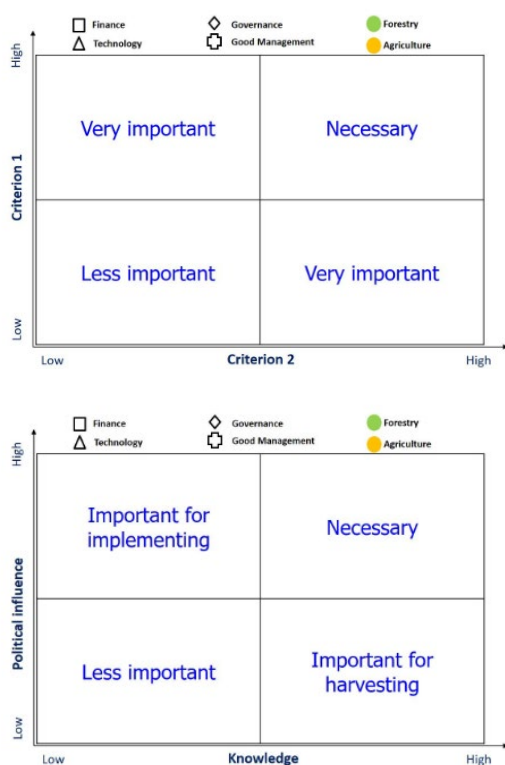 Finance Governance Forestry
Technology Good Management Agriculture
High
Very important Necessary
Criterion 1
Less important Very important
Low
Low Criterion 2 High
Finance Governance Forestry
Technology Good Management Agriculture
High
Important for
implementing
Necessary
Political influence
Less important
Important for
harvesting
Low
Low Knowledge High